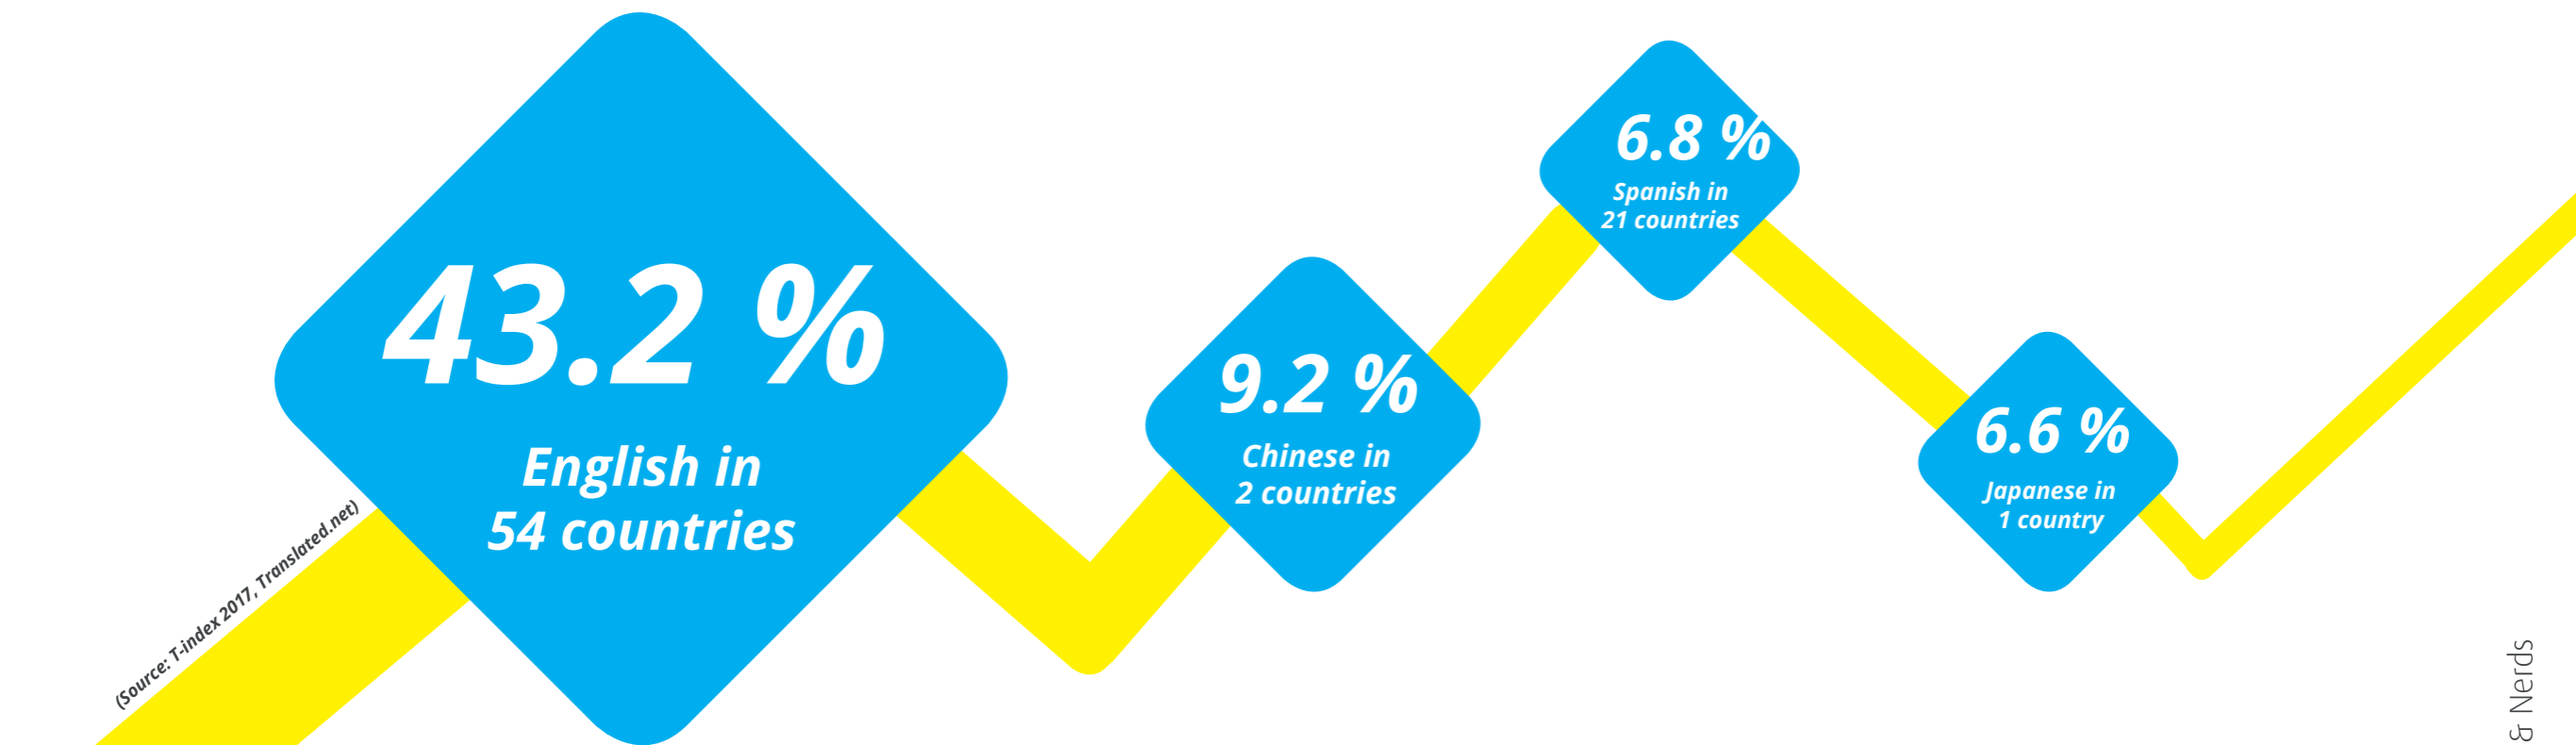 43.2 %
English in
54 countries
(Source: T-index 2017, Translated.net)
9.2 %
Chinese in
2 countries
6.8 %
Spanish in
21 countries
6.6 %
Japanese in
1 country
& Nerds